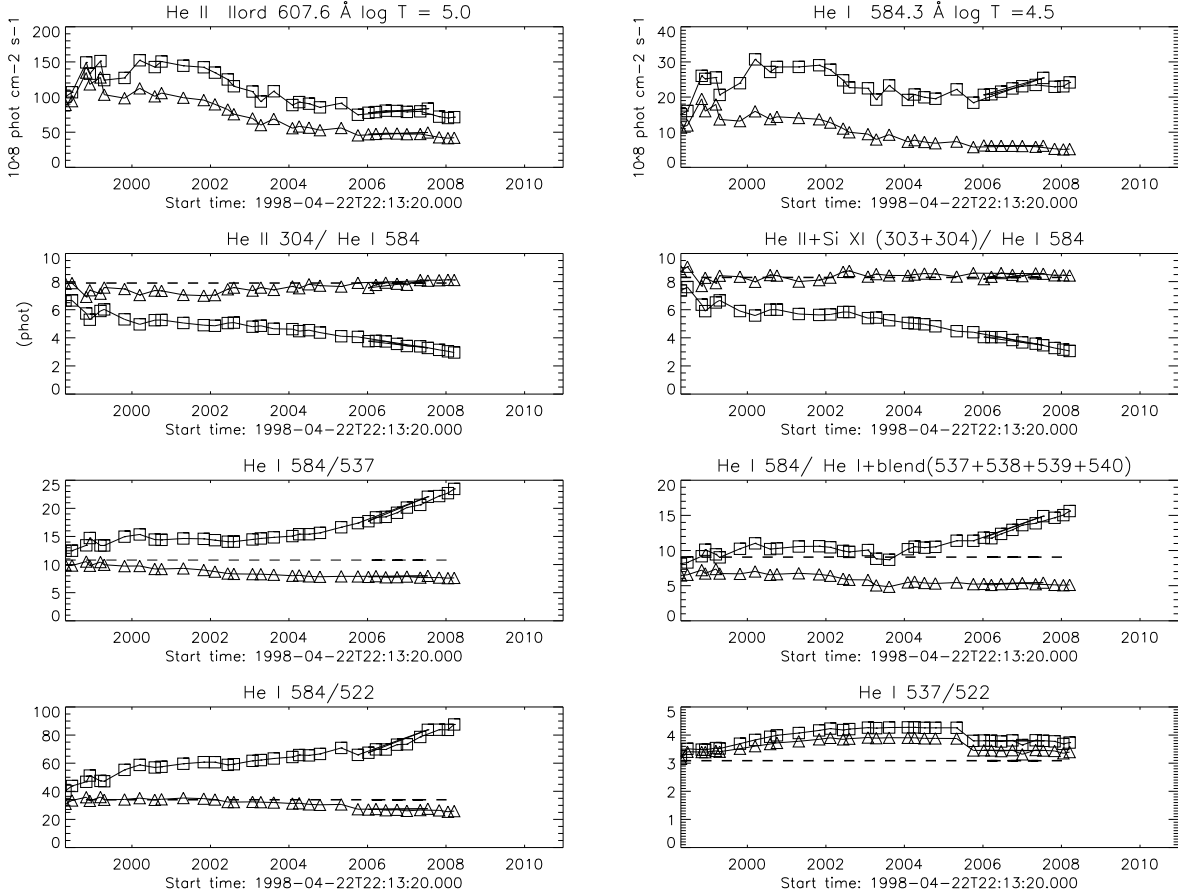 He II IIord 607.6 Å log T = 5.0
10^8 phot cm-2 s-1
200
150
100
50
0
2000 2002 2004 2006 2008 2010
Start time: 1998-04-22T22:13:20.000
He I 584.3 Å log T =4.5
10^8 phot cm-2 s-1
40
30
20
10
0
2000 2002 2004 2006 2008 2010
Start time: 1998-04-22T22:13:20.000
He II 304/ He I 584
(phot)
10
8
6
4
2
0
2000 2002 2004 2006 2008 2010
Start time: 1998-04-22T22:13:20.000
He II+Si XI (303+304)/ He I 584
10
8
6
4
2
0
2000 2002 2004 2006 2008 2010
Start time: 1998-04-22T22:13:20.000
He I 584/537
25
20
15
10
5
0
2000 2002 2004 2006 2008 2010
Start time: 1998-04-22T22:13:20.000
He I 584/ He I+blend(537+538+539+540)
20
15
10
5
0
2000 2002 2004 2006 2008 2010
Start time: 1998-04-22T22:13:20.000
He I 584/522
100
80
60
40
20
0
2000 2002 2004 2006 2008 2010
Start time: 1998-04-22T22:13:20.000
He I 537/522
5
4
3
2
1
0
2000 2002 2004 2006 2008 2010
Start time: 1998-04-22T22:13:20.000